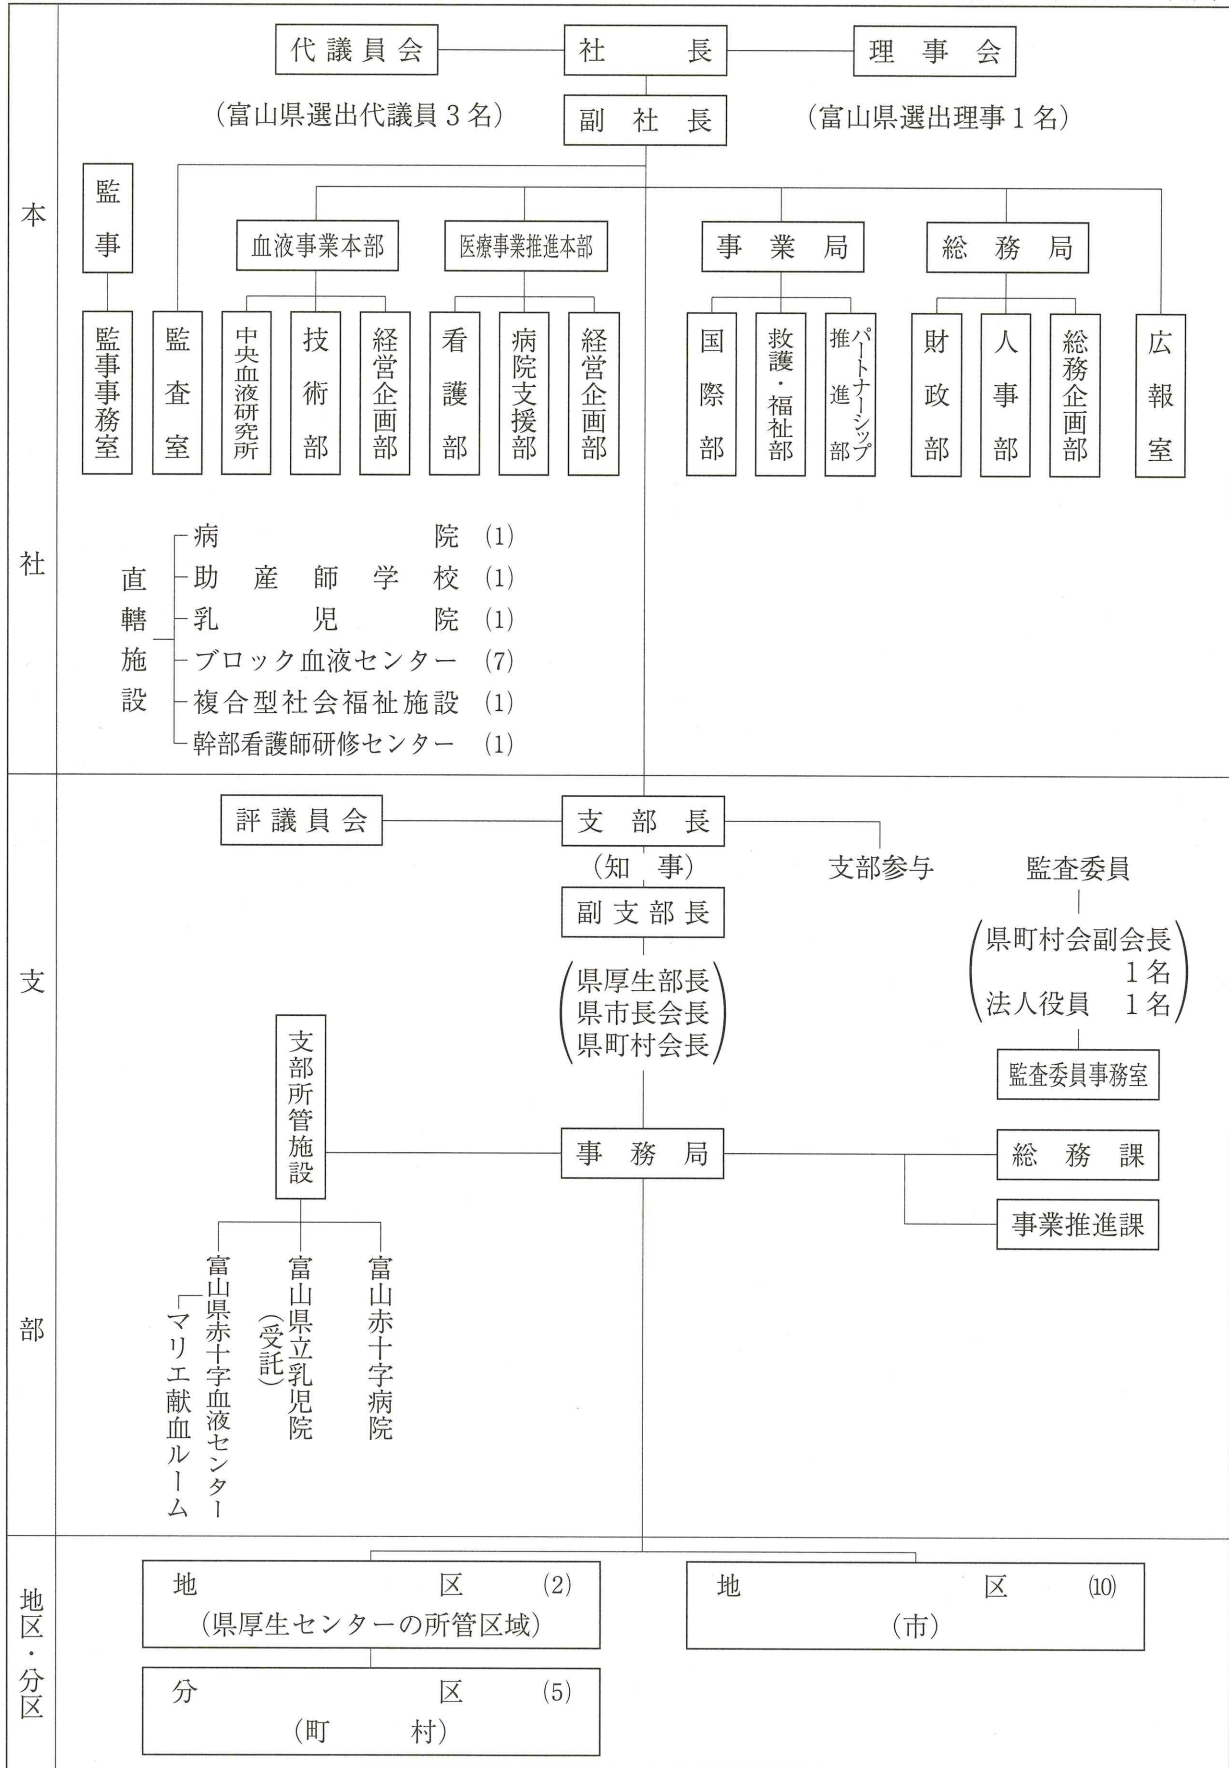 本社
代議員会
社長
理事会
(富山県選出代議員3名)
副社長
(富山県選出理事1名)
監事
血液事業本部
医療事業推進本部
事業局
総務局
監事事務室
監査室
中央血液研究所
技術部
経営企画部
看護部
病院支援部
経営企画部
国際部
救護・福祉部
パートナーシップ
推進部
財政部
人事部
総務企画部
広報室
直轄施設
病院 (1)
助産師学校 (1)
乳児院 (1)
ブロック血液センター (7)
複合型社会福祉施設 (1)
幹部看護師研修センター (1)
支部
評議員会
支部長
(知事)
支部参与
監査委員
副支部長
(県町村会副会長
1名
法人役員 1名)
(県厚生部長
県市長会長
県町村会長)
監査委員事務室
支部所管施設
事務局
総務課
事業推進課
富山県赤十字血液センター
マリエ献血ルーム
富山県立乳児院
(受託)
富山赤十字病院
地区・分区
地区 (2)
(県厚生センターの所管区域)
地区 (10)
(市)
分区 (5)
(町村)